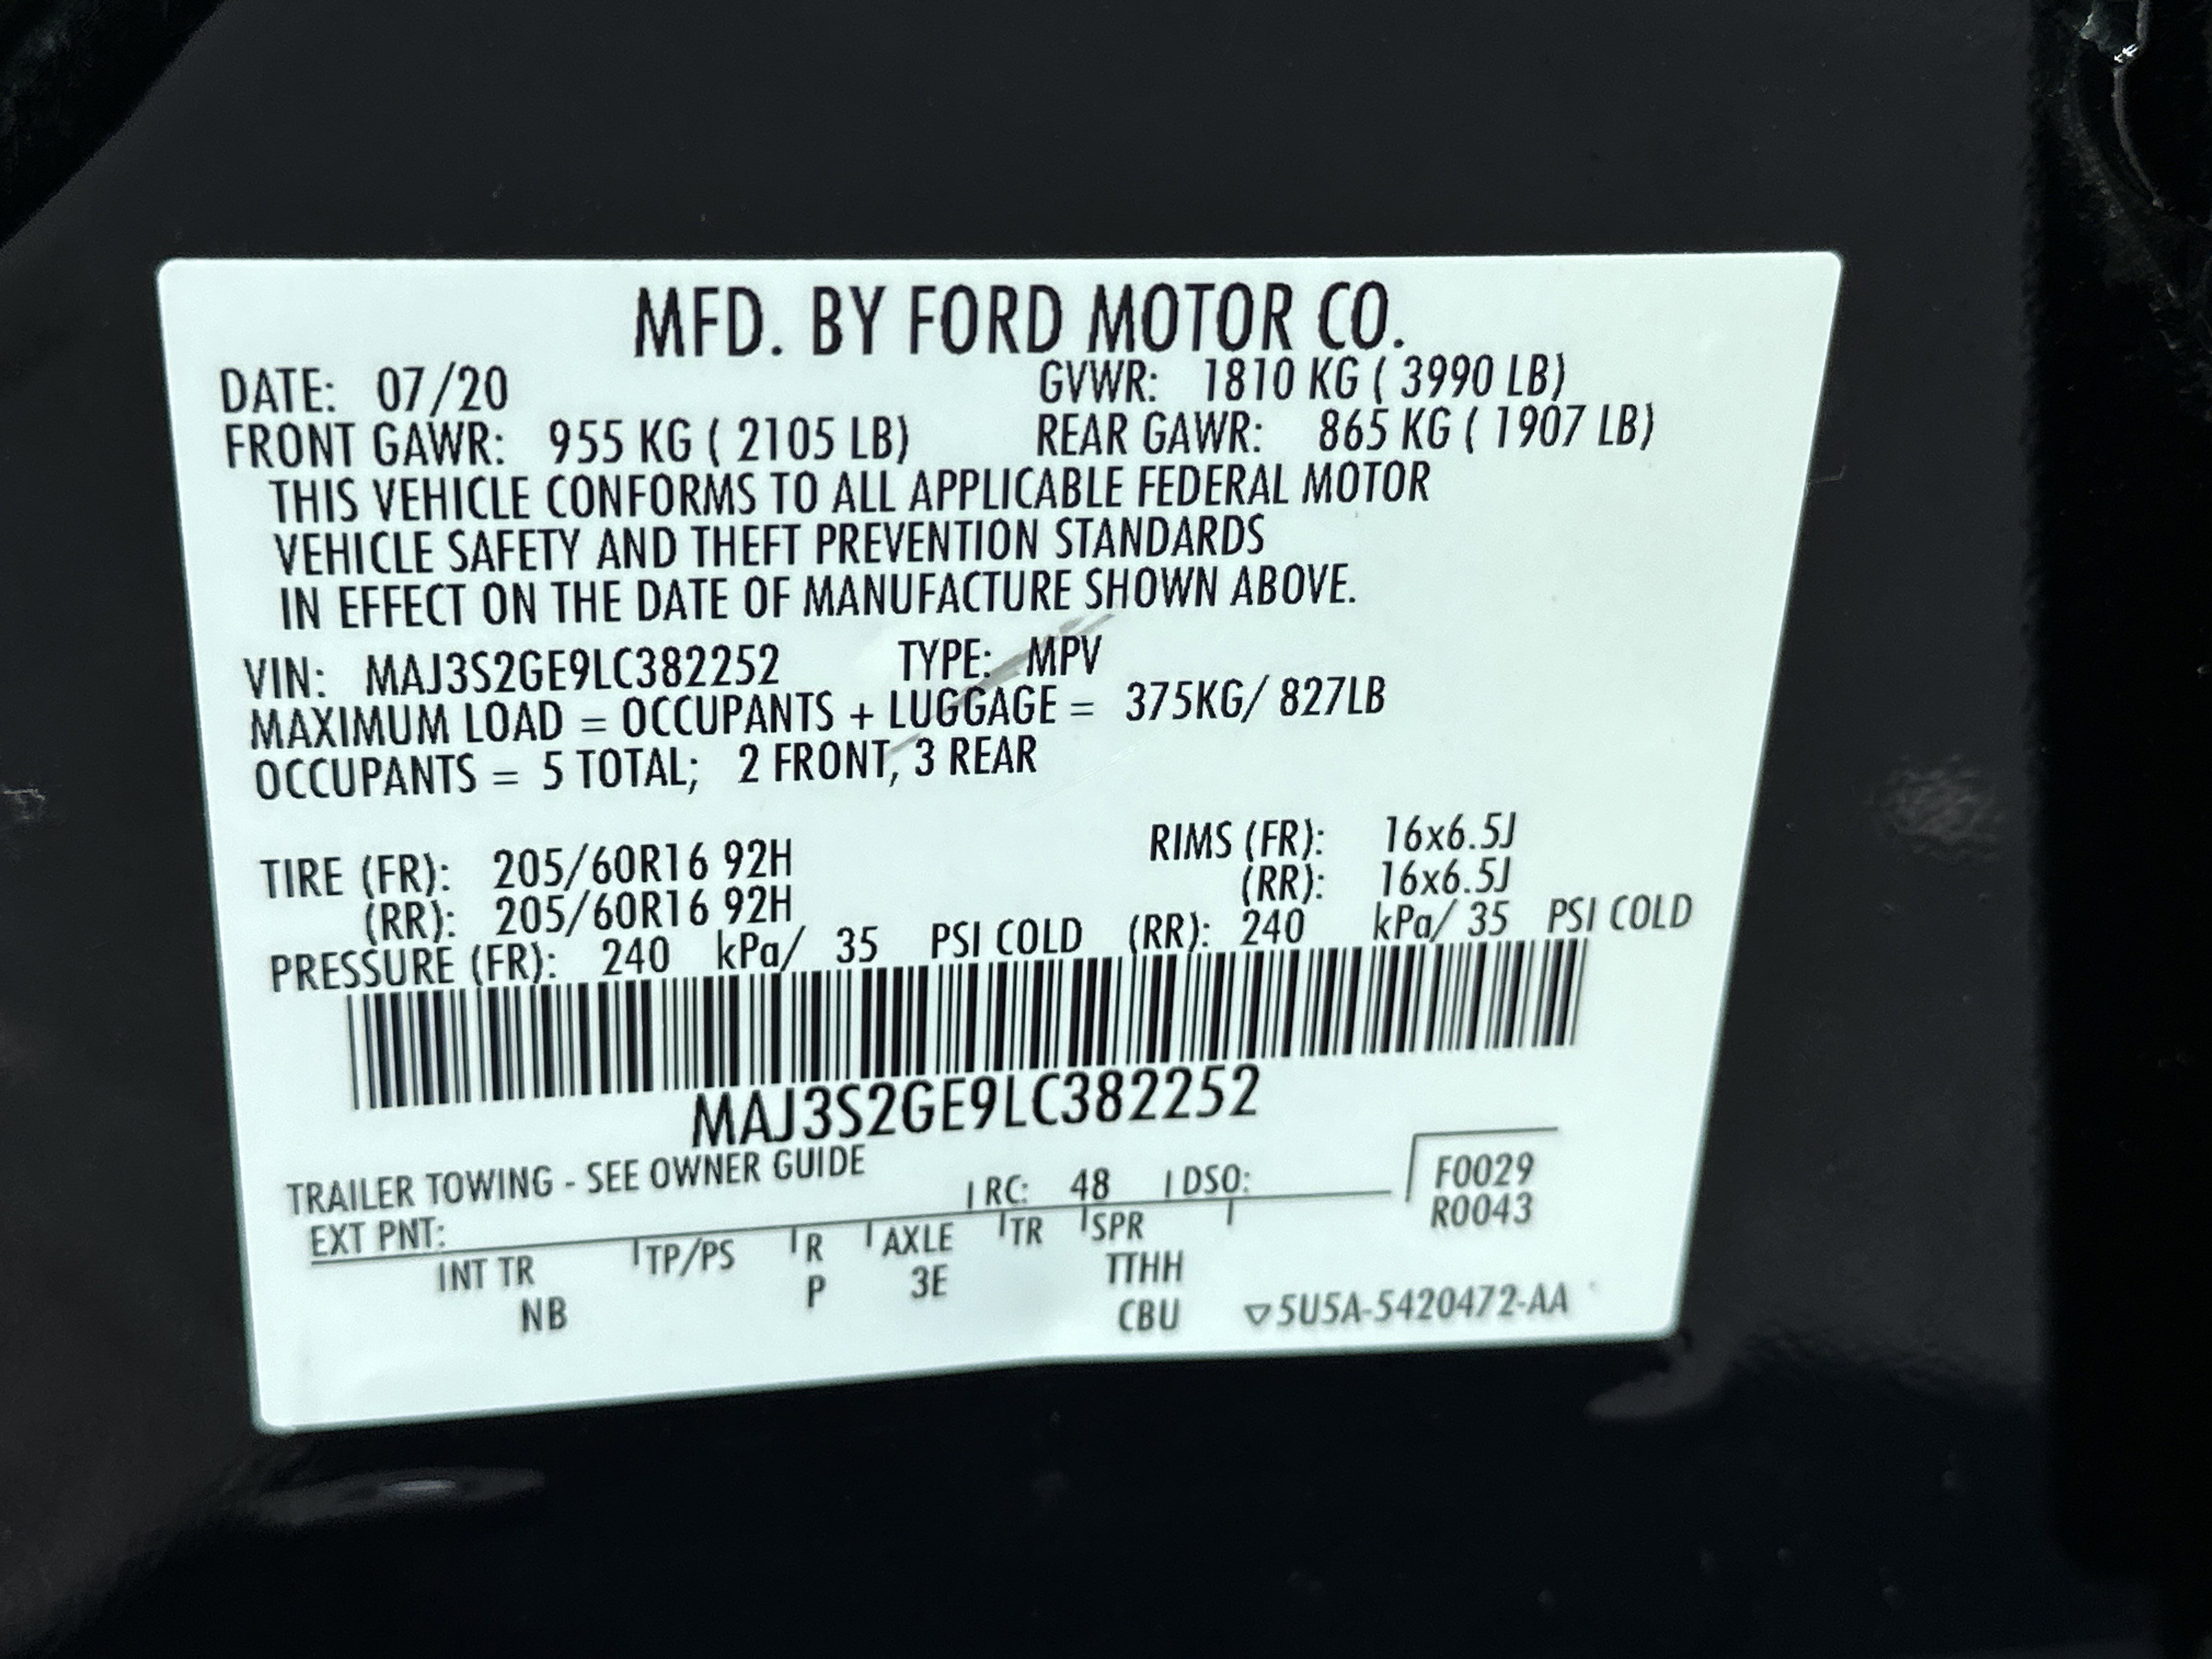 MFD. BY FORD MOTOR CO.
DATE: 07/20 GVWR: 1810 KG ( 3990 LB)
FRONT GAWR: 955 KG ( 2105 LB) REAR GAWR: 865 KG ( 1907 LB)
THIS VEHICLE CONFORMS TO ALL APPLICABLE FEDERAL MOTOR
VEHICLE SAFETY AND THEFT PREVENTION STANDARDS
IN EFFECT ON THE DATE OF MANUFACTURE SHOWN ABOVE.
VIN: MAJ3S2GE9LC382252 TYPE: MPV
MAXIMUM LOAD = OCCUPANTS + LUGGAGE = 375KG/ 827LB
OCCUPANTS = 5 TOTAL; 2 FRONT, 3 REAR
TIRE (FR): 205/60R16 92H RIMS (FR): 16x6.5J
(RR): 205/60R16 92H (RR): 16x6.5J
PRESSURE (FR): 240 kPa/ 35 PSI COLD (RR): 240 kPa/ 35 PSI COLD
MAJ3S2GE9LC382252
TRAILER TOWING - SEE OWNER GUIDE
EXT PNT: RC: 48 DSO: F0029
R0043
INT TR TP/PS R AXLE TR SPR
NB P 3E TTHH
CBU ▽5U5A-5420472-AA